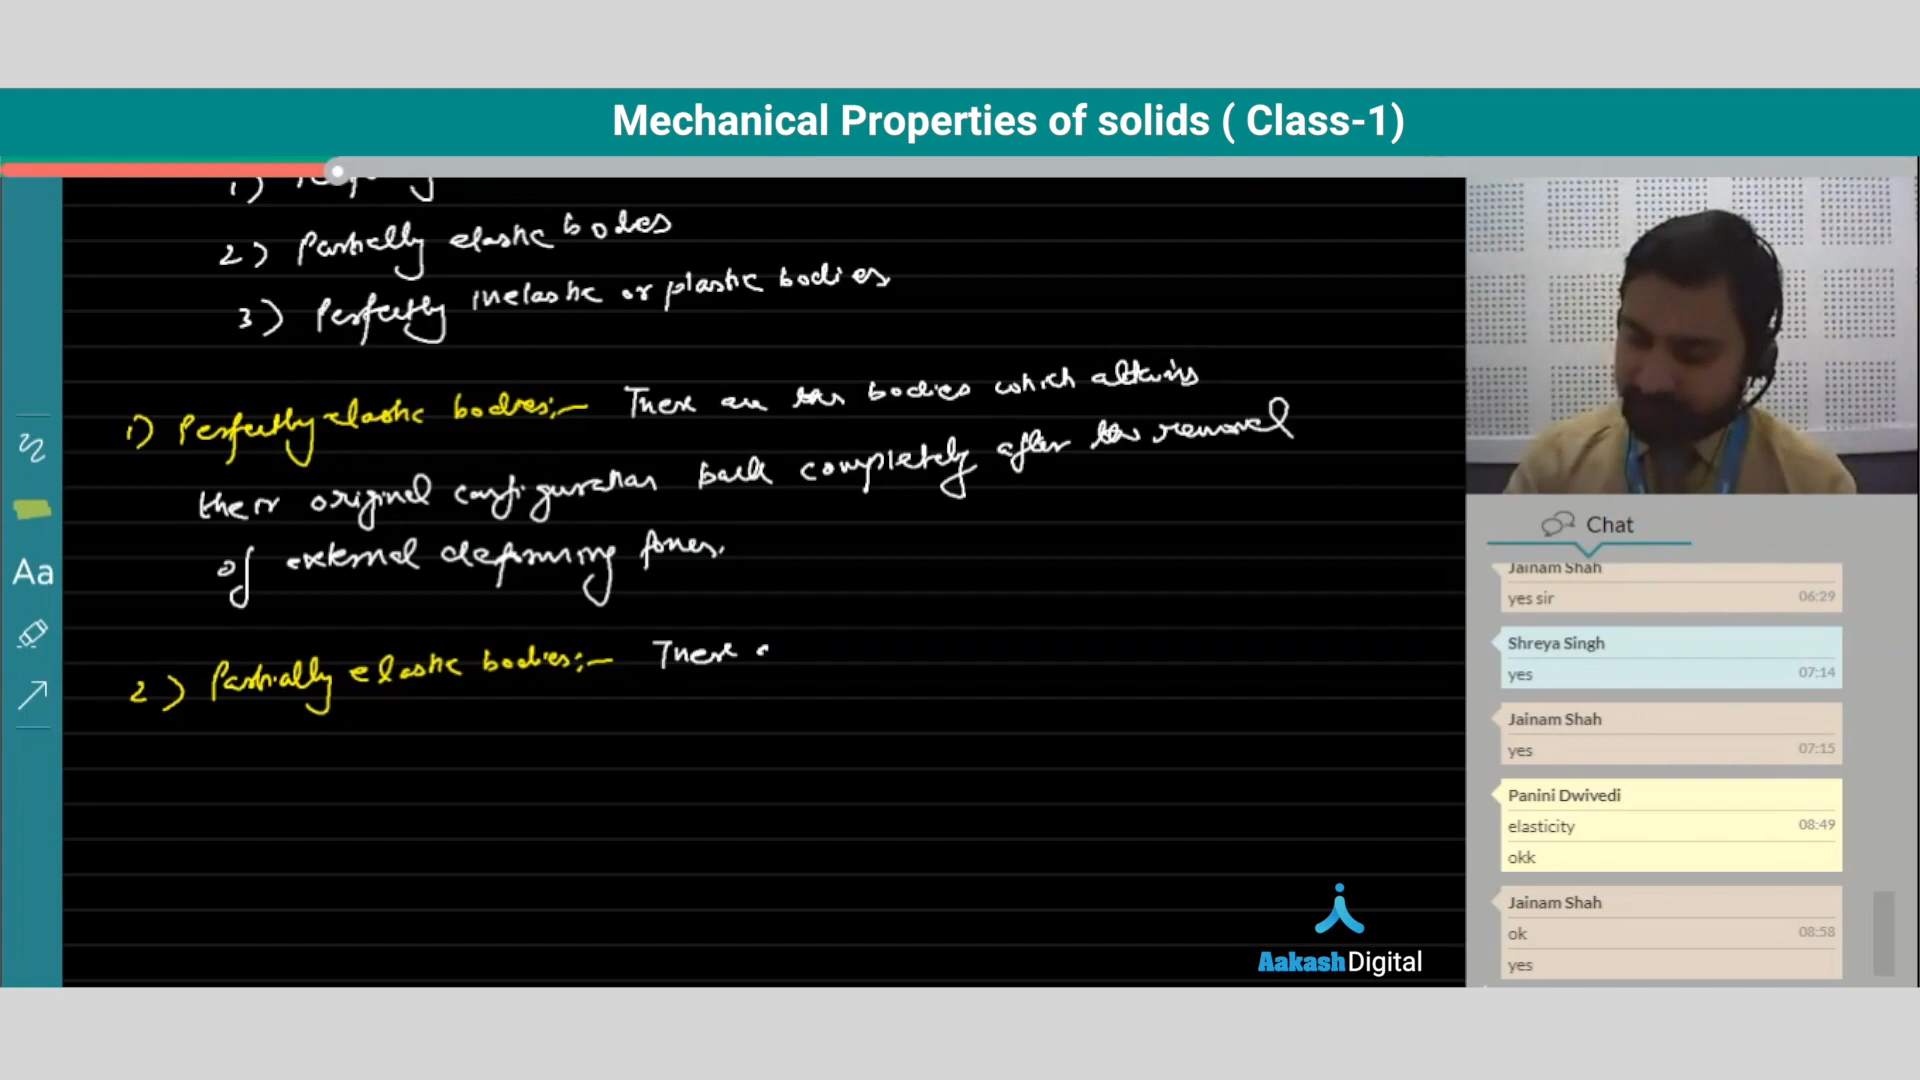 Mechanical Properties of solids ( Class-1)
1)
2) Partially elastic bodies
3) Perfectly inelastic or plastic bodies
1) Perfectly elastic bodies:- These are the bodies which attains
their original configuration back completely after the removal
of external deforming forces.
2) Partially elastic bodies:- These
Aa
AakashDigital
Chat
Jainam Shah
yes sir 06:29
Shreya Singh
yes 07:14
Jainam Shah
yes 07:15
Panini Dwivedi
elasticity 08:49
okk
Jainam Shah
ok 08:58
yes